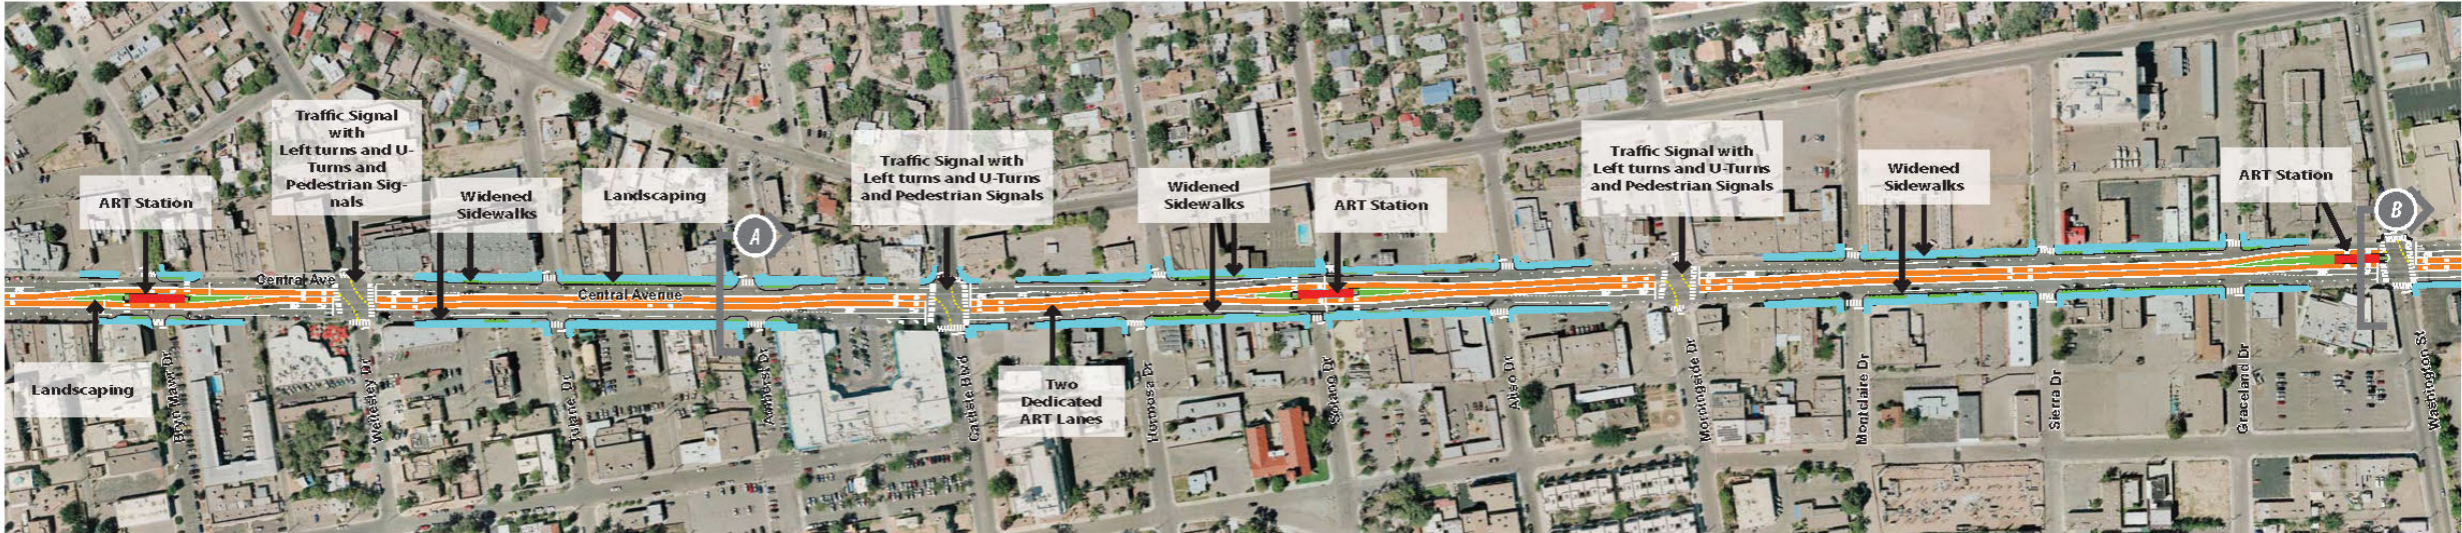 Traffic Signal
with
Left turns and U-
Turns and
Pedestrian Sig-
nals
ART Station
Widened
Sidewalks
Landscaping
A
Traffic Signal with
Left turns and U-Turns
and Pedestrian Signals
Widened
Sidewalks
ART Station
Traffic Signal with
Left turns and U-Turns
and Pedestrian Signals
Widened
Sidewalks
ART Station
B
Central Ave
Central Avenue
Landscaping
Two
Dedicated
ART Lanes
Bryn Mawr Dr
Wellesley Dr
Tulane Dr
Amherst Dr
Carlisle Blvd
Hermosa Dr
Solano Dr
Aliso Dr
Morningside Dr
Montclaire Dr
Sierra Dr
Graceland Dr
Washington St